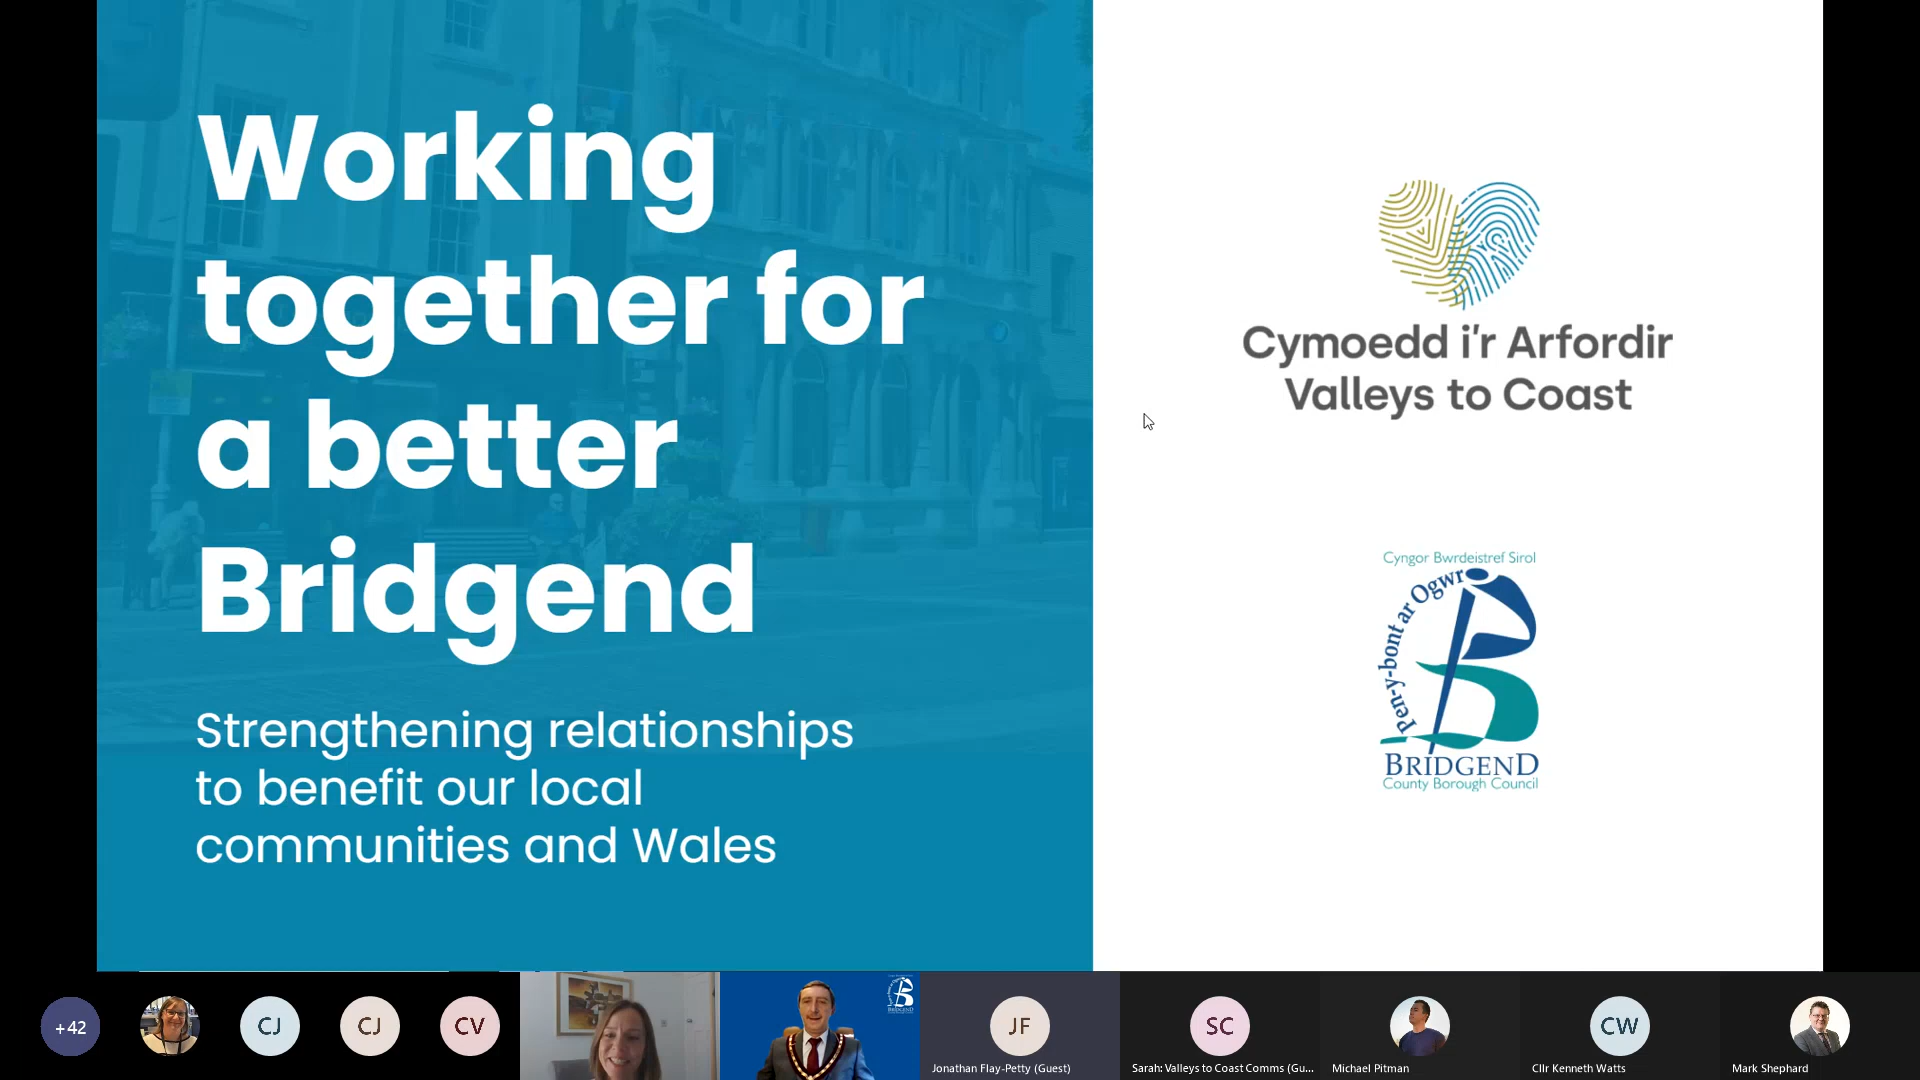 Working
together for
a better
Bridgend
Strengthening relationships
to benefit our local
communities and Wales
Cymoedd i'r Arfordir
Valleys to Coast
Cyngor Bwrdeistref Sirol
Pen-y-bont ar Ogwr
BRIDGEND
County Borough Council
+42
CJ
CJ
CV
JF
Jonathan Flay-Petty (Guest)
SC
Sarah: Valleys to Coast Comms (Gu...
Michael Pitman
CW
Cllr Kenneth Watts
Mark Shephard